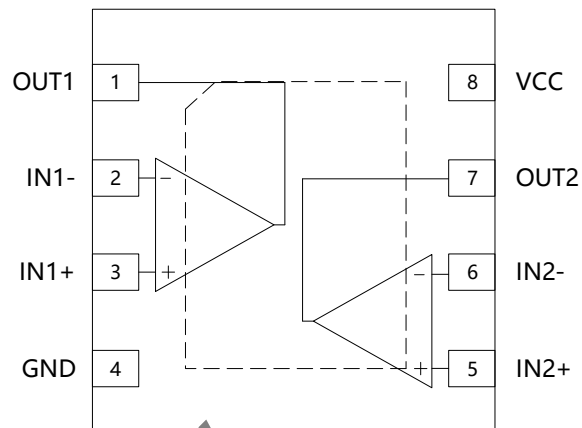 OUT1 1 8 VCC
IN1- 2 − 7 OUT2
IN1+ 3 + − 6 IN2-
GND 4 + 5 IN2+